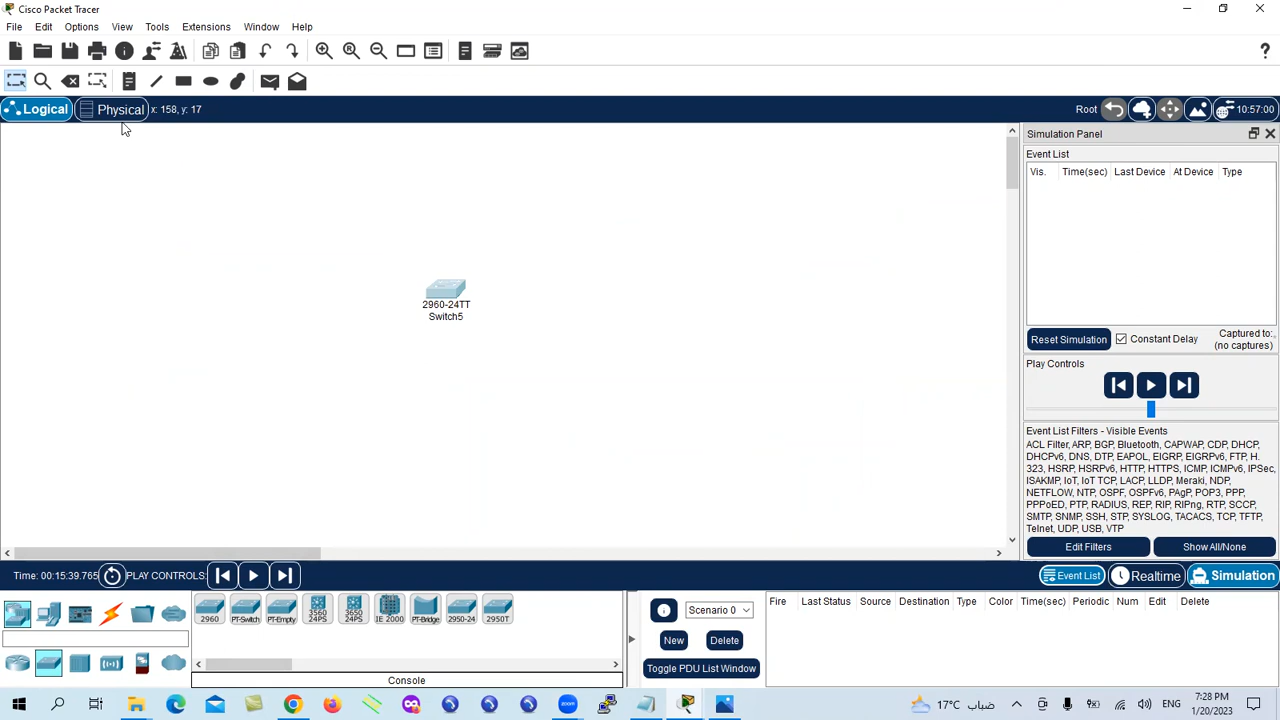 Cisco Packet Tracer
File Edit Options View Tools Extensions Window Help
Logical Physical x: 158, y: 17 Root 10:57:00
Simulation Panel
Event List
Vis. Time(sec) Last Device At Device Type
2960-24TT
Switch5
Reset Simulation Constant Delay Captured to:
(no captures)
Play Controls
Event List Filters - Visible Events
ACL Filter, ARP, BGP, Bluetooth, CAPWAP, CDP, DHCP,
DHCPv6, DNS, DTP, EAPOL, EIGRP, EIGRPv6, FTP, H.
323, HSRP, HSRPv6, HTTP, HTTPS, ICMP, ICMPv6, IPSec,
ISAKMP, IoT, IoT TCP, LACP, LLDP, Meraki, NDP,
NETFLOW, NTP, OSPF, OSPFv6, PAgP, POP3, PPP,
PPPoED, PTP, RADIUS, REP, RIP, RIPng, RTP, SCCP,
SMTP, SNMP, SSH, STP, SYSLOG, TACACS, TCP, TFTP,
Telnet, UDP, USB, VTP
Edit Filters Show All/None
Time: 00:15:39.765 PLAY CONTROLS: Event List Realtime Simulation
2960 PT-Switch PT-Empty 3560 24PS 3650 24PS IE 2000 PT-Bridge 2950-24 2950T
Scenario 0
New Delete
Toggle PDU List Window
Fire Last Status Source Destination Type Color Time(sec) Periodic Num Edit Delete
Console
zoom
17°C ضباب ENG 7:28 PM
1/20/2023